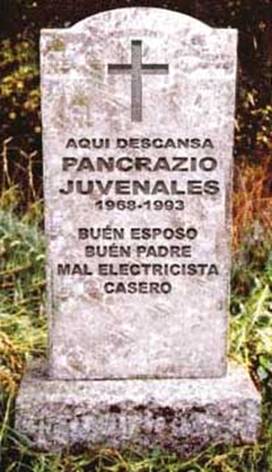 AQUI DESCANSA
PANCRAZIO
JUVENALES
1968-1993
BUÉN ESPOSO
BUÉN PADRE
MAL ELECTRICISTA
CASERO